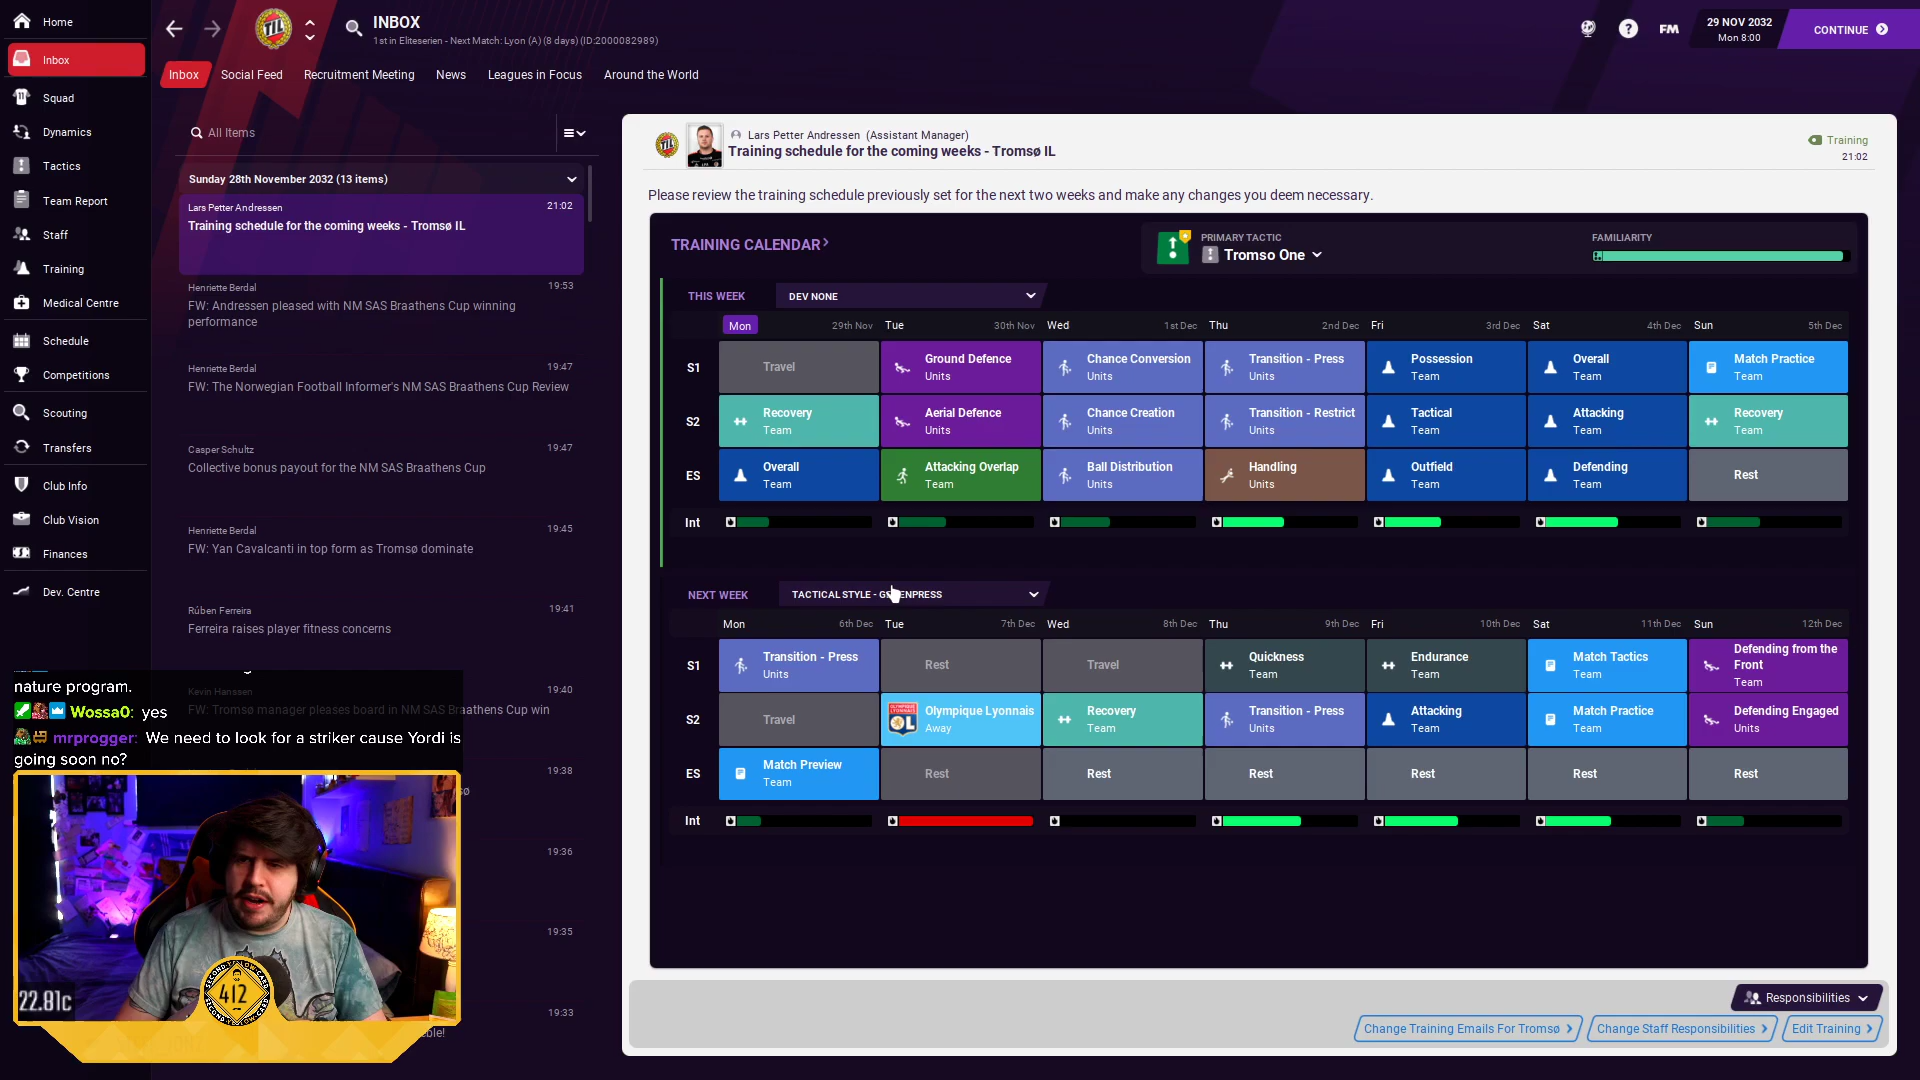 Home
Inbox
Squad
Dynamics
Tactics
Team Report
Staff
Training
Medical Centre
Schedule
Competitions
Scouting
Transfers
Club Info
Club Vision
Finances
Dev. Centre
TIL
INBOX
1st in Eliteserien - Next Match: Lyon (A) (8 days) (ID:2000082989)
FM
29 NOV 2032
Mon 8:00
CONTINUE
Inbox Social Feed Recruitment Meeting News Leagues in Focus Around the World
All Items
Sunday 28th November 2032 (13 items)
Lars Petter Andressen 21:02
Training schedule for the coming weeks - Tromsø IL
Henriette Berdal 19:53
FW: Andressen pleased with NM SAS Braathens Cup winning
performance
Henriette Berdal 19:47
FW: The Norwegian Football Informer's NM SAS Braathens Cup Review
Casper Schultz 19:47
Collective bonus payout for the NM SAS Braathens Cup
Henriette Berdal 19:45
FW: Yan Cavalcanti in top form as Tromsø dominate
Rúben Ferreira 19:41
Ferreira raises player fitness concerns
Kevin Hanssen 19:40
FW: Tromsø manager pleases board in NM SAS Braathens Cup win
19:38
19:36
19:35
19:33
nature program.
Wossa0: yes
mrprogger: We need to look for a striker cause Yordi is
going soon no?
22.81c
SECOND YELLOW CARD
412
Lars Petter Andressen (Assistant Manager)
Training schedule for the coming weeks - Tromsø IL
Training
21:02
Please review the training schedule previously set for the next two weeks and make any changes you deem necessary.
TRAINING CALENDAR
PRIMARY TACTIC
Tromso One
FAMILIARITY
THIS WEEK DEV NONE
Mon 29th Nov Tue 30th Nov Wed 1st Dec Thu 2nd Dec Fri 3rd Dec Sat 4th Dec Sun 5th Dec
S1 Travel Ground Defence Units Chance Conversion Units Transition - Press Units Possession Team Overall Team Match Practice Team
S2 Recovery Team Aerial Defence Units Chance Creation Units Transition - Restrict Units Tactical Team Attacking Team Recovery Team
ES Overall Team Attacking Overlap Team Ball Distribution Units Handling Units Outfield Team Defending Team Rest
Int
NEXT WEEK TACTICAL STYLE - G ENPRESS
Mon 6th Dec Tue 7th Dec Wed 8th Dec Thu 9th Dec Fri 10th Dec Sat 11th Dec Sun 12th Dec
S1 Transition - Press Units Rest Travel Quickness Team Endurance Team Match Tactics Team Defending from the Front Team
S2 Travel Olympique Lyonnais Away Recovery Team Transition - Press Units Attacking Team Match Practice Team Defending Engaged Units
ES Match Preview Team Rest Rest Rest Rest Rest Rest
Int
Responsibilities
Change Training Emails For Tromsø Change Staff Responsibilities Edit Training